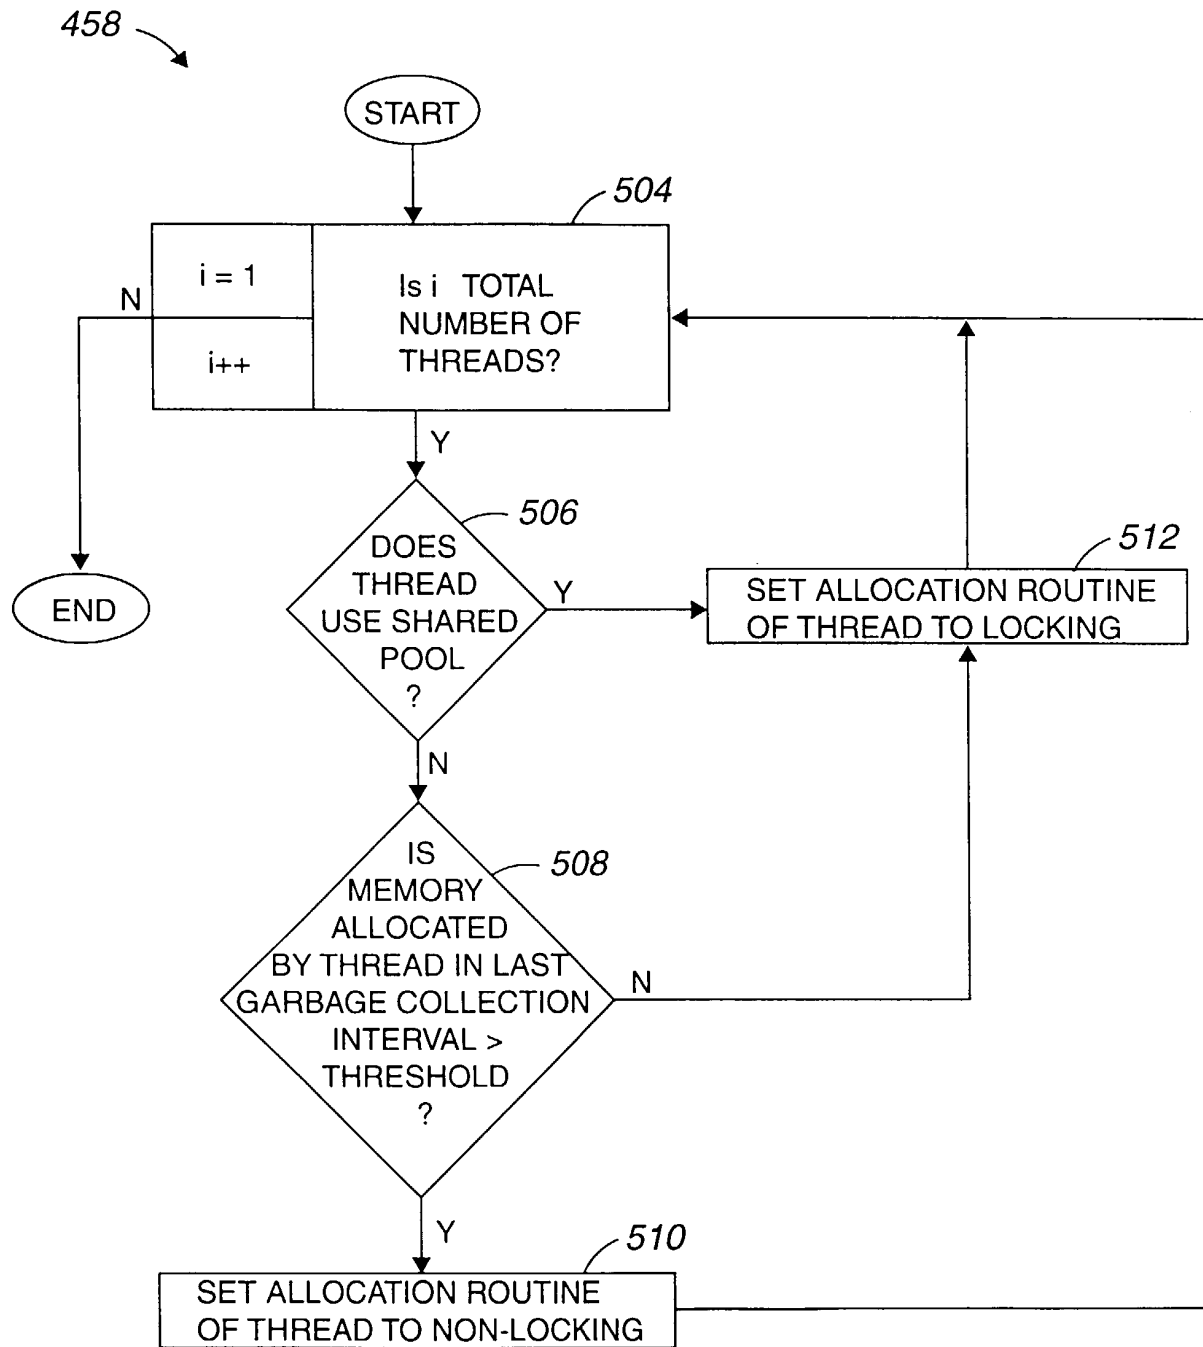 458
START
504
i = 1
i++
Is i TOTAL
NUMBER OF
THREADS?
N
Y
506
DOES
THREAD
USE SHARED
POOL
?
Y
512
SET ALLOCATION ROUTINE
OF THREAD TO LOCKING
END
N
508
IS
MEMORY
ALLOCATED
BY THREAD IN LAST
GARBAGE COLLECTION
INTERVAL >
THRESHOLD
?
N
Y
510
SET ALLOCATION ROUTINE
OF THREAD TO NON-LOCKING